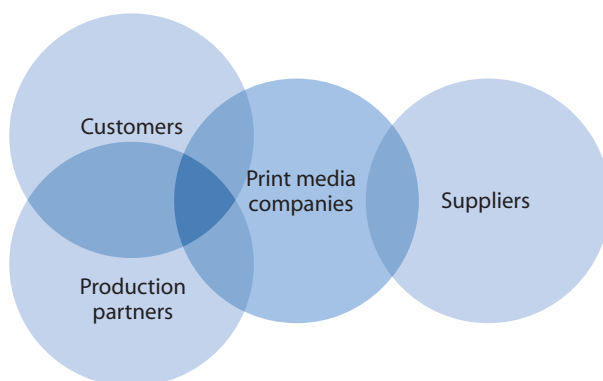 Customers
Print media
companies
Suppliers
Production
partners